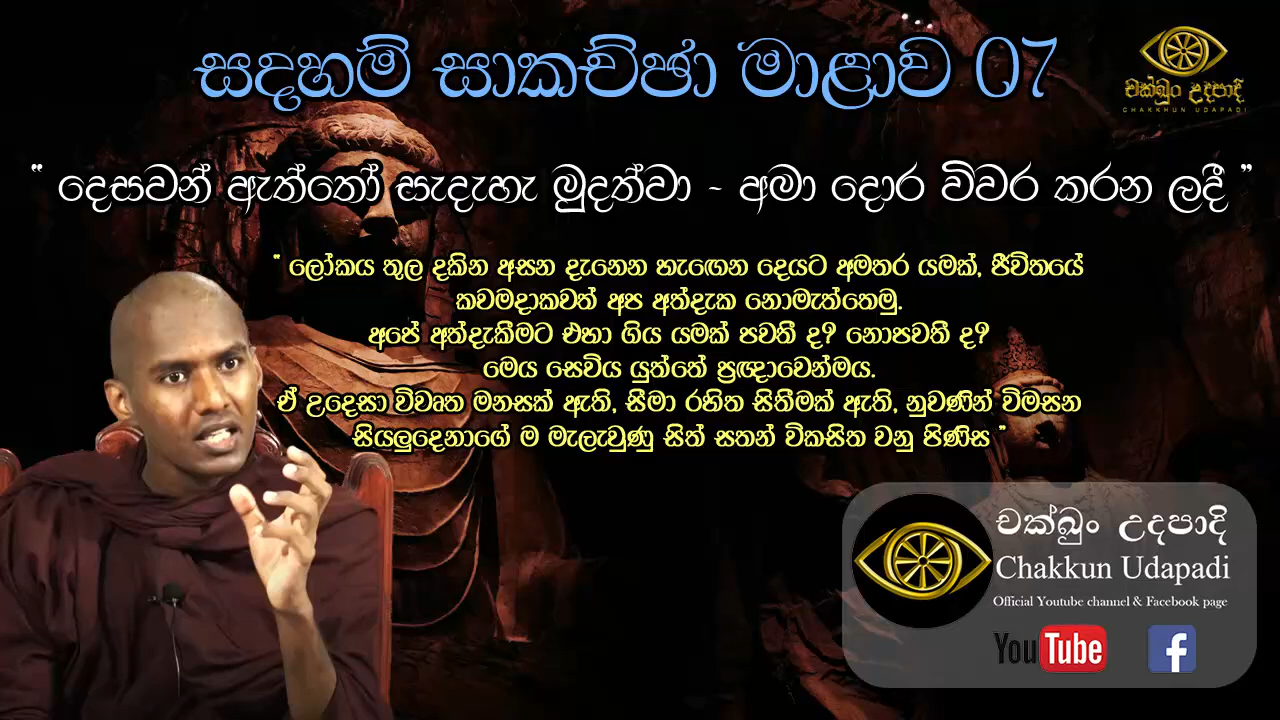 සදහම් සාකච්ඡා මාළාව 07
චක්ඛුං උදපාදි
CHAKKHUN UDAPADI
" දෙසවන් ඇත්තෝ සැදැහැ මුදත්වා ~ අමා දොර විවර කරන ලදී "
" ලෝකය තුල දකින අසන දැනෙන හැඟෙන දෙයට අමතර යමක්, ජීවිතයේ
කවමදාකවත් අප අත්දැක නොමැත්තෙමු.
අපේ අත්දැකීමට එහා ගිය යමක් පවතී ද? නොපවතී ද?
මෙය සෙවිය යුත්තේ ප්‍රඥාවෙන්මය.
ඒ උදෙසා විවෘත මනසක් ඇති, සීමා රහිත සිතීමක් ඇති, නුවණින් විමසන
සියලුදෙනාගේ ම මැලැවුණු සිත් සතන් විකසිත වනු පිණිස "
චක්ඛුං උදපාදි
Chakkun Udapadi
Official Youtube channel & Facebook page
YouTube f